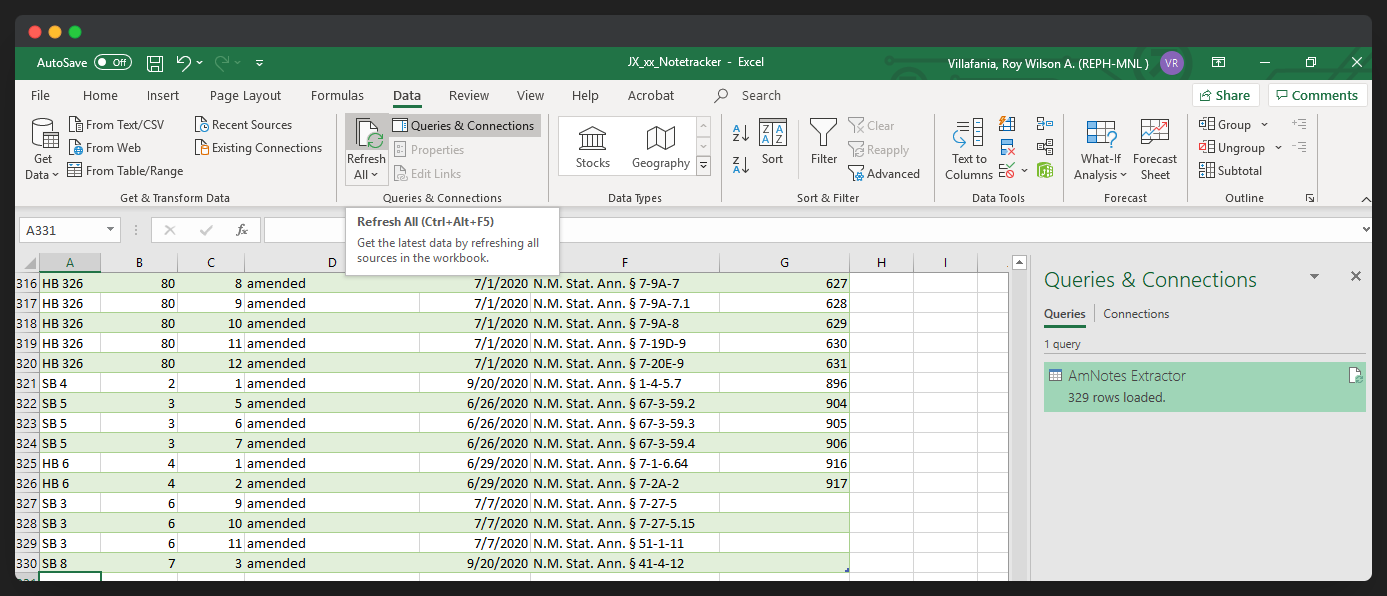 AutoSave Off JX_xx_Notetracker - Excel Villafania, Roy Wilson A. (REPH-MNL ) VR
File Home Insert Page Layout Formulas Data Review View Help Acrobat Search Share Comments
Get Data
From Text/CSV
From Web
From Table/Range
Recent Sources
Existing Connections
Get & Transform Data
Refresh All
Queries & Connections
Properties
Edit Links
Queries & Connections
Stocks
Geography
Data Types
Sort
Filter
Clear
Reapply
Advanced
Sort & Filter
Text to Columns
Data Tools
What-If Analysis
Forecast Sheet
Forecast
Group
Ungroup
Subtotal
Outline
A331 fx
Refresh All (Ctrl+Alt+F5)
Get the latest data by refreshing all
sources in the workbook.
A B C D F G H I
316 HB 326 80 8 amended 7/1/2020 N.M. Stat. Ann. § 7-9A-7 627
317 HB 326 80 9 amended 7/1/2020 N.M. Stat. Ann. § 7-9A-7.1 628
318 HB 326 80 10 amended 7/1/2020 N.M. Stat. Ann. § 7-9A-8 629
319 HB 326 80 11 amended 7/1/2020 N.M. Stat. Ann. § 7-19D-9 630
320 HB 326 80 12 amended 7/1/2020 N.M. Stat. Ann. § 7-20E-9 631
321 SB 4 2 1 amended 9/20/2020 N.M. Stat. Ann. § 1-4-5.7 896
322 SB 5 3 5 amended 6/26/2020 N.M. Stat. Ann. § 67-3-59.2 904
323 SB 5 3 6 amended 6/26/2020 N.M. Stat. Ann. § 67-3-59.3 905
324 SB 5 3 7 amended 6/26/2020 N.M. Stat. Ann. § 67-3-59.4 906
325 HB 6 4 1 amended 6/29/2020 N.M. Stat. Ann. § 7-1-6.64 916
326 HB 6 4 2 amended 6/29/2020 N.M. Stat. Ann. § 7-2A-2 917
327 SB 3 6 9 amended 7/7/2020 N.M. Stat. Ann. § 7-27-5
328 SB 3 6 10 amended 7/7/2020 N.M. Stat. Ann. § 7-27-5.15
329 SB 3 6 11 amended 7/7/2020 N.M. Stat. Ann. § 51-1-11
330 SB 8 7 3 amended 9/20/2020 N.M. Stat. Ann. § 41-4-12
Queries & Connections
Queries Connections
1 query
AmNotes Extractor
329 rows loaded.